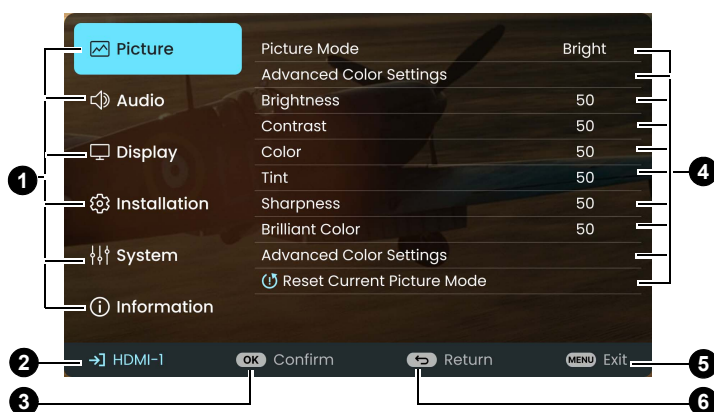 Picture
Audio
Display
Installation
System
Information
Picture Mode Bright
Advanced Color Settings
Brightness 50
Contrast 50
Color 50
Tint 50
Sharpness 50
Brilliant Color 50
Advanced Color Settings
Reset Current Picture Mode
HDMI-1 OK Confirm Return MENU Exit
1
2
3
4
5
6